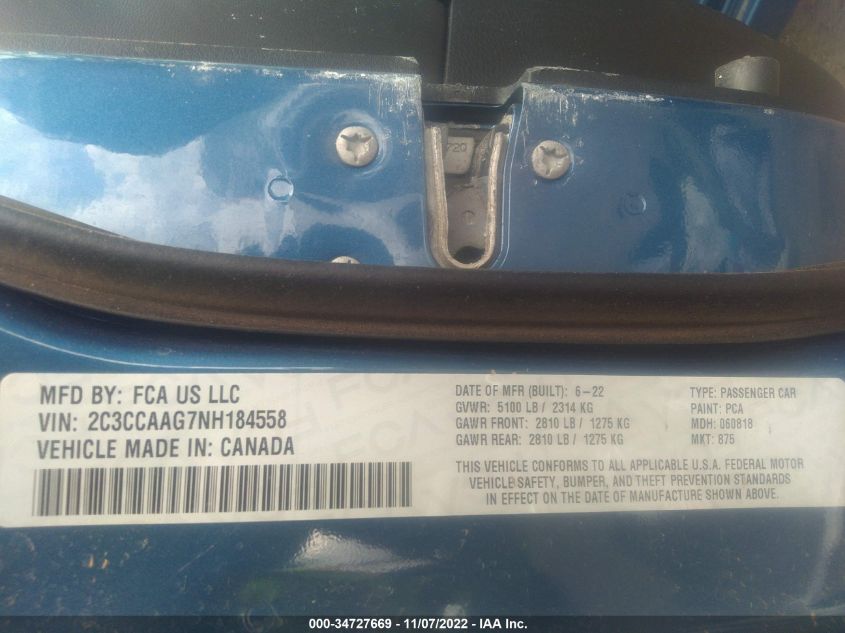 72Q
MFD BY: FCA US LLC
VIN: 2C3CCAAG7NH184558
VEHICLE MADE IN: CANADA
DATE OF MFR (BUILT): 6-22
GVWR: 5100 LB / 2314 KG
GAWR FRONT: 2810 LB / 1275 KG
GAWR REAR: 2810 LB / 1275 KG
TYPE: PASSENGER CAR
PAINT: PCA
MDH: 060818
MKT: 875
THIS VEHICLE CONFORMS TO ALL APPLICABLE U.S.A. FEDERAL MOTOR
VEHICLE SAFETY, BUMPER, AND THEFT PREVENTION STANDARDS
IN EFFECT ON THE DATE OF MANUFACTURE SHOWN ABOVE.
000-34727669 — 11/07/2022 — IAA Inc.